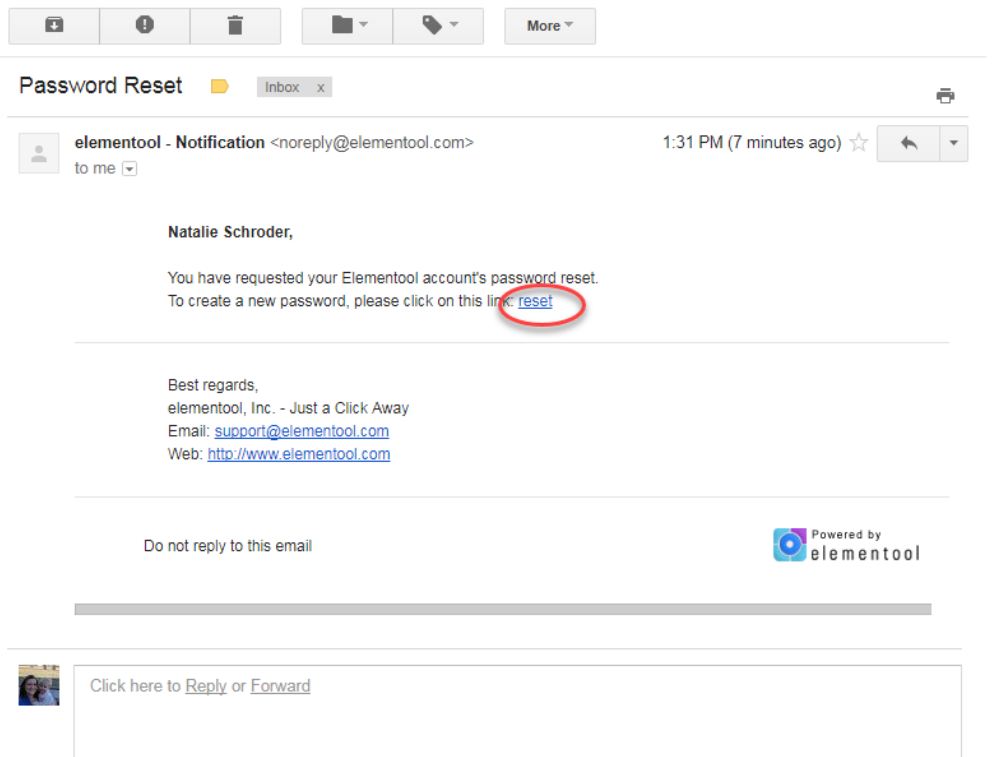 More
Password Reset
Inbox x
elementool - Notification <noreply@elementool.com>
1:31 PM (7 minutes ago)
to me
Natalie Schroder,
You have requested your Elementool account's password reset.
To create a new password, please click on this link: reset
Best regards,
elementool, Inc. - Just a Click Away
Email: support@elementool.com
Web: http://www.elementool.com
Do not reply to this email
Powered by
elementool
Click here to Reply or Forward